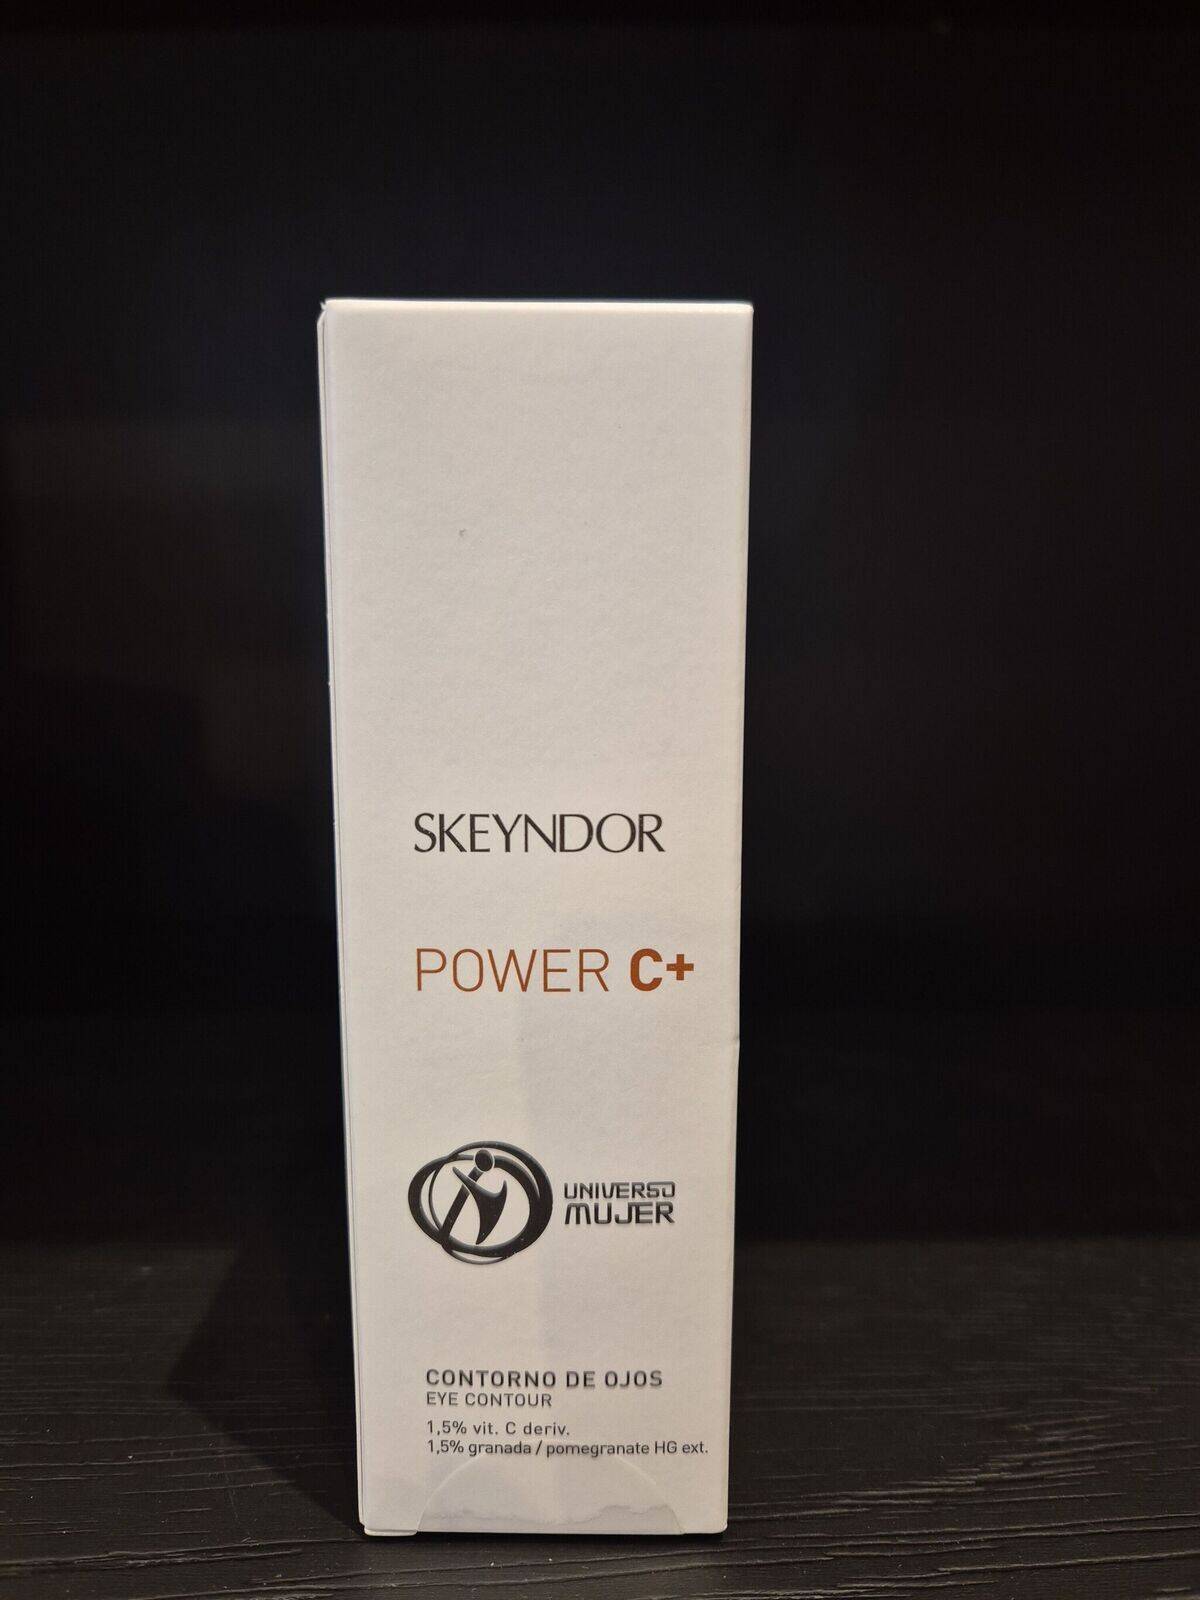 SKEYNDOR
POWER C+
UNIVERSO
MUJER
CONTORNO DE OJOS
EYE CONTOUR
1,5% vit. C deriv.
1,5% granada / pomegranate HG ext.